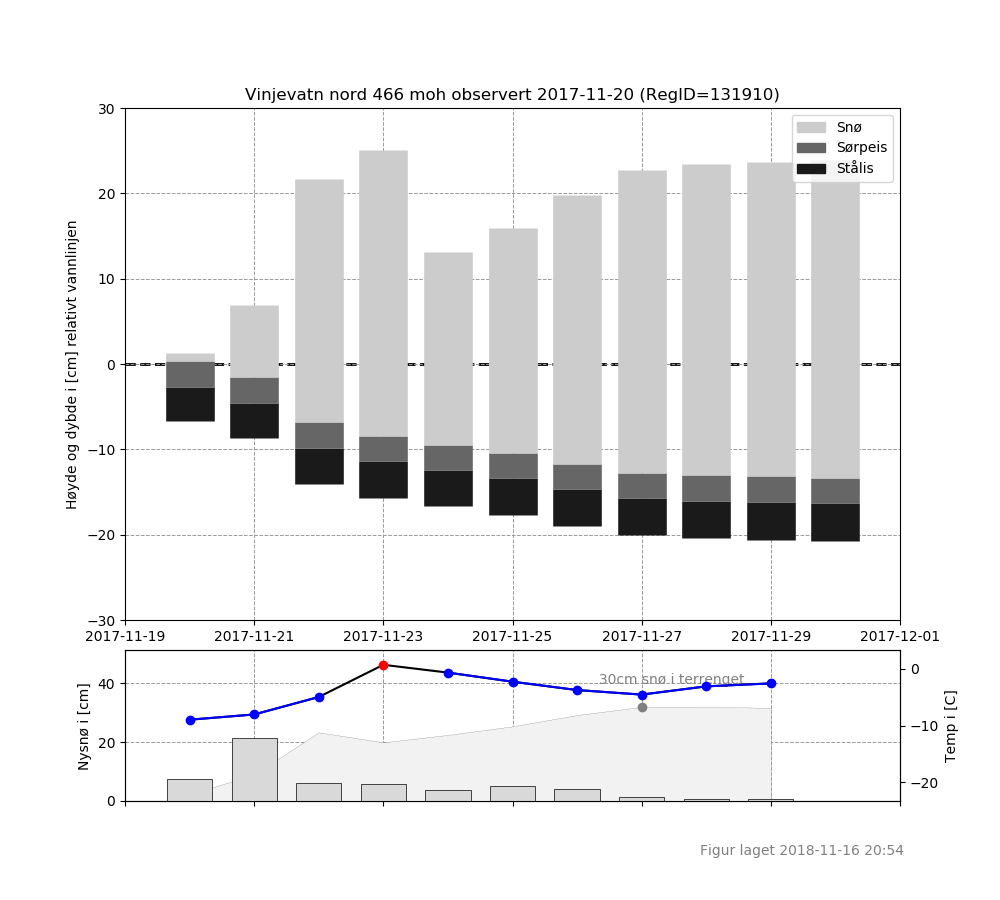 Vinjevatn nord 466 moh observert 2017-11-20 (RegID=131910)
Høyde og dybde i [cm] relativt vannlinjen
30
20
10
0
−10
−20
−30
Snø
Sørpeis
Stålis
2017-11-19 2017-11-21 2017-11-23 2017-11-25 2017-11-27 2017-11-29 2017-12-01
Nysnø i [cm]
40
20
0
30cm snø i terrenget
0
−10
−20
Temp i [C]
Figur laget 2018-11-16 20:54